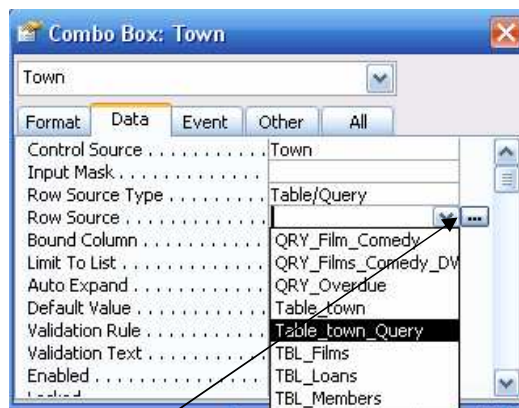 Combo Box: Town
Town
Format Data Event Other All
Control Source . . . . . . . . . . . Town
Input Mask . . . . . . . . . . . . . . .
Row Source Type . . . . . . . . . Table/Query
Row Source . . . . . . . . . . . . . .
Bound Column . . . . . . . . . . . QRY_Film_Comedy
Limit To List . . . . . . . . . . . . . QRY_Films_Comedy_DV
Auto Expand . . . . . . . . . . . . . QRY_Overdue
Default Value . . . . . . . . . . . . Table_town
Validation Rule . . . . . . . . . . . Table_town_Query
Validation Text . . . . . . . . . . . TBL_Films
Enabled . . . . . . . . . . . . . . . . . TBL_Loans
TBL_Members